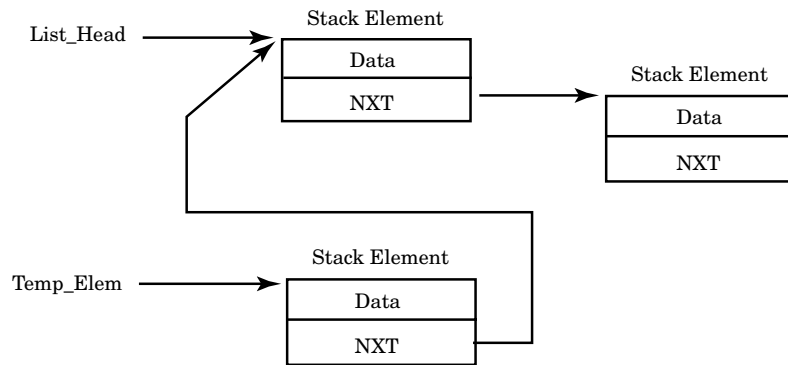 Stack Element
List_Head
Data
NXT
Stack Element
Data
NXT
Stack Element
Temp_Elem
Data
NXT